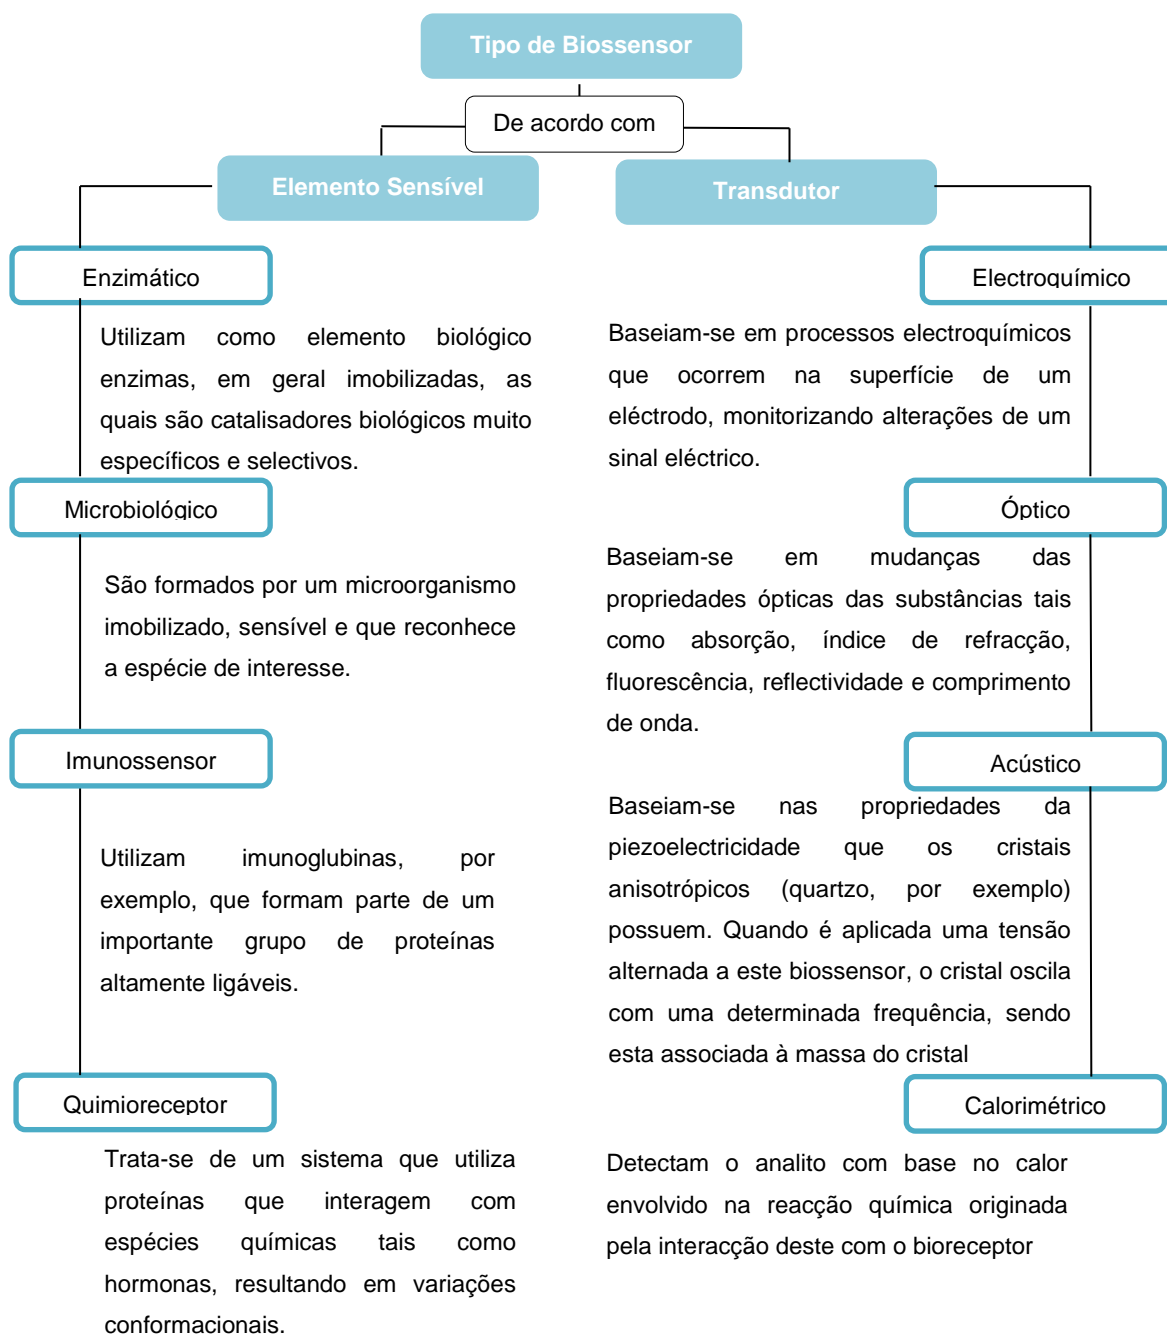 Tipo de Biossensor
De acordo com
Elemento Sensível
Transdutor
Enzimático
Utilizam como elemento biológico
enzimas, em geral imobilizadas, as
quais são catalisadores biológicos muito
específicos e selectivos.
Microbiológico
São formados por um microorganismo
imobilizado, sensível e que reconhece
a espécie de interesse.
Imunossensor
Utilizam imunoglubinas, por
exemplo, que formam parte de um
importante grupo de proteínas
altamente ligáveis.
Quimioreceptor
Trata-se de um sistema que utiliza
proteínas que interagem com
espécies químicas tais como
hormonas, resultando em variações
conformacionais.
Electroquímico
Baseiam-se em processos electroquímicos
que ocorrem na superfície de um
eléctrodo, monitorizando alterações de um
sinal eléctrico.
Óptico
Baseiam-se em mudanças das
propriedades ópticas das substâncias tais
como absorção, índice de refracção,
fluorescência, reflectividade e comprimento
de onda.
Acústico
Baseiam-se nas propriedades da
piezoelectricidade que os cristais
anisotrópicos (quartzo, por exemplo)
possuem. Quando é aplicada uma tensão
alternada a este biossensor, o cristal oscila
com uma determinada frequência, sendo
esta associada à massa do cristal
Calorimétrico
Detectam o analito com base no calor
envolvido na reacção química originada
pela interacção deste com o bioreceptor